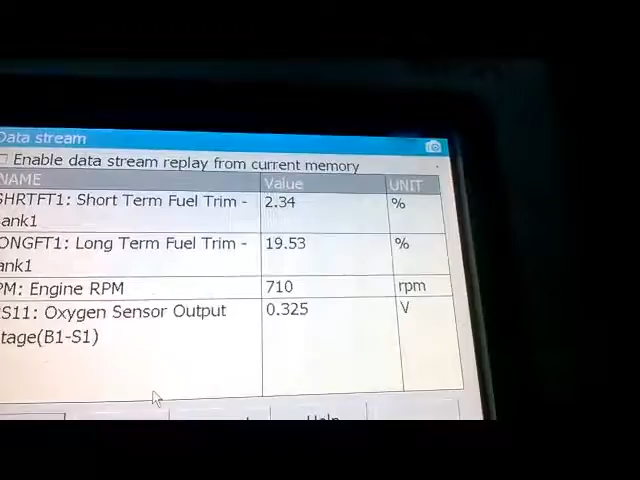 Data stream
Enable data stream replay from current memory
NAME Value UNIT
SHRTFT1: Short Term Fuel Trim - 2.34 %
ank1
ONGFT1: Long Term Fuel Trim - 19.53 %
ank1
PM: Engine RPM 710 rpm
S11: Oxygen Sensor Output 0.325 V
tage(B1-S1)
Help